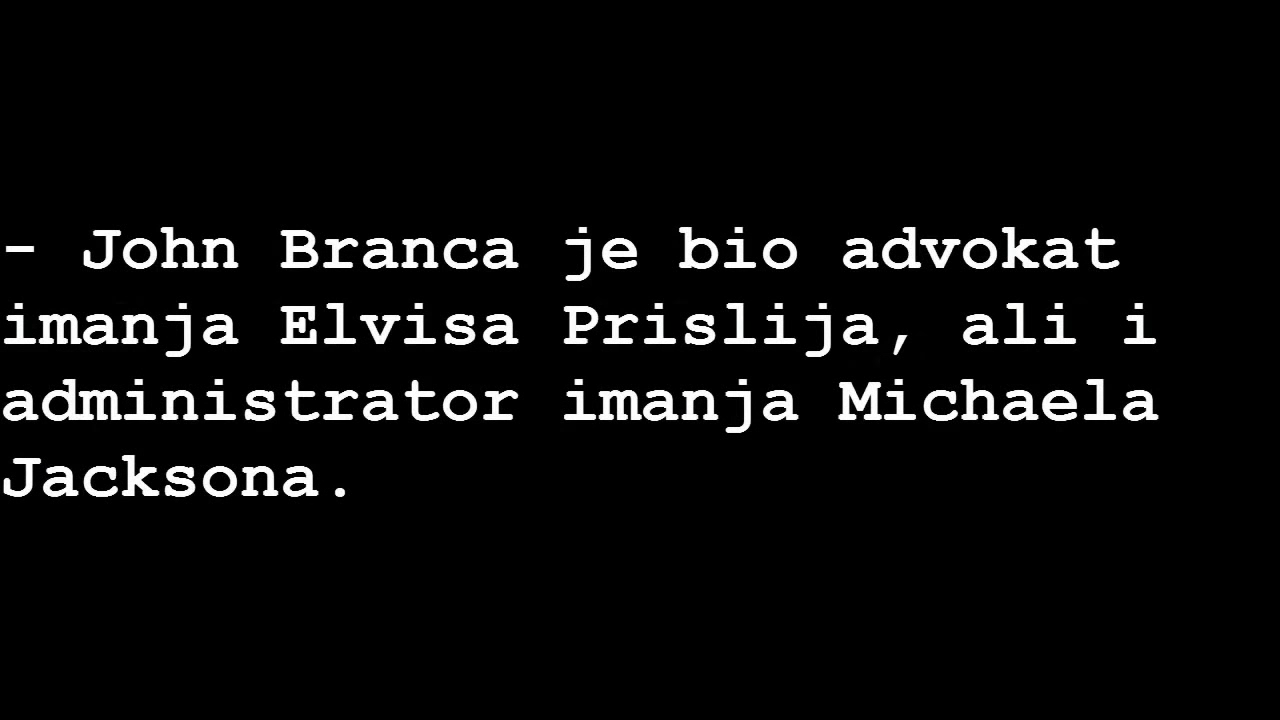 - John Branca je bio advokat
imanja Elvisa Prislija, ali i
administrator imanja Michaela
Jacksona.